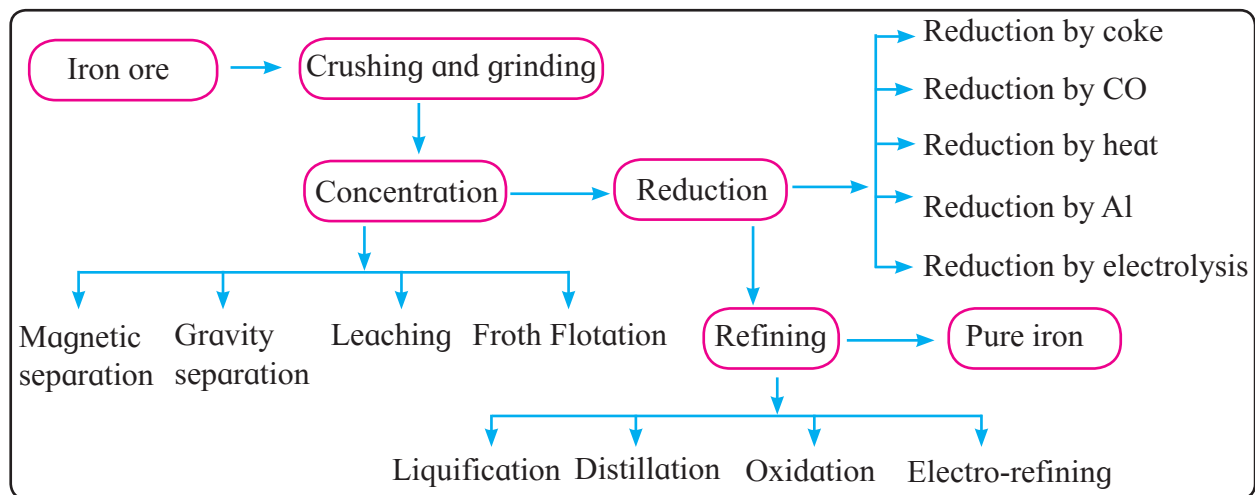 Iron ore
Crushing and grinding
Reduction by coke
Reduction by CO
Reduction by heat
Reduction by Al
Reduction by electrolysis
Concentration
Reduction
Magnetic
separation
Gravity
separation
Leaching
Froth Flotation
Refining
Pure iron
Liquification
Distillation
Oxidation
Electro-refining